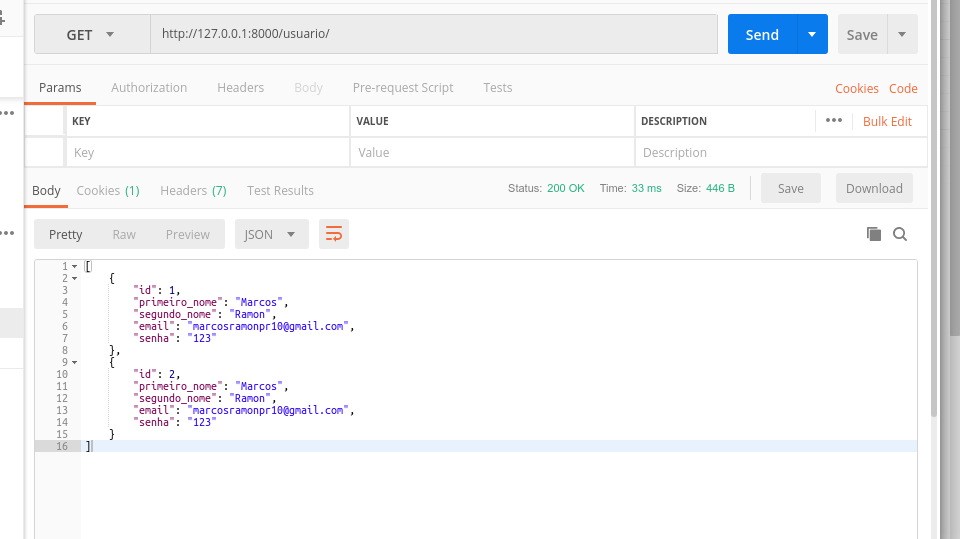 GET http://127.0.0.1:8000/usuario/ Send Save
Params Authorization Headers Body Pre-request Script Tests Cookies Code
KEY VALUE DESCRIPTION ••• Bulk Edit
Key Value Description
Body Cookies (1) Headers (7) Test Results Status: 200 OK Time: 33 ms Size: 446 B Save Download
Pretty Raw Preview JSON
1 [
2 {
3 "id": 1,
4 "primeiro_nome": "Marcos",
5 "segundo_nome": "Ramon",
6 "email": "marcosramonpr10@gmail.com",
7 "senha": "123"
8 },
9 {
10 "id": 2,
11 "primeiro_nome": "Marcos",
12 "segundo_nome": "Ramon",
13 "email": "marcosramonpr10@gmail.com",
14 "senha": "123"
15 }
16 ]